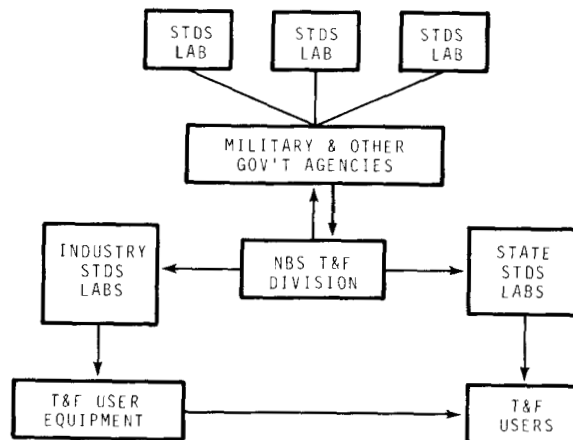 STDS
LAB
STDS
LAB
STDS
LAB
MILITARY & OTHER
GOV'T AGENCIES
INDUSTRY
STDS
LABS
NBS T&F
DIVISION
STATE
STDS
LABS
T&F USER
EQUIPMENT
T&F
USERS